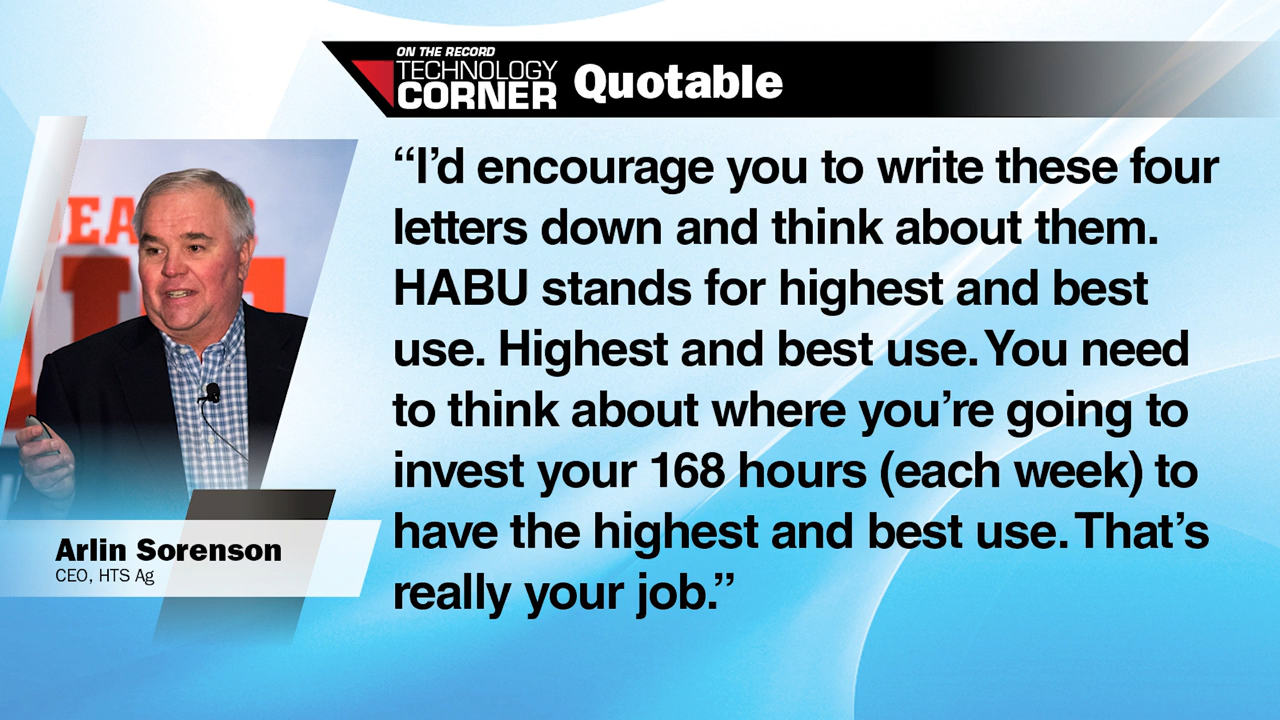 ON THE RECORD
TECHNOLOGY
CORNER
Quotable
“I’d encourage you to write these four
letters down and think about them.
HABU stands for highest and best
use. Highest and best use. You need
to think about where you’re going to
invest your 168 hours (each week) to
have the highest and best use. That’s
really your job.”
Arlin Sorenson
CEO, HTS Ag